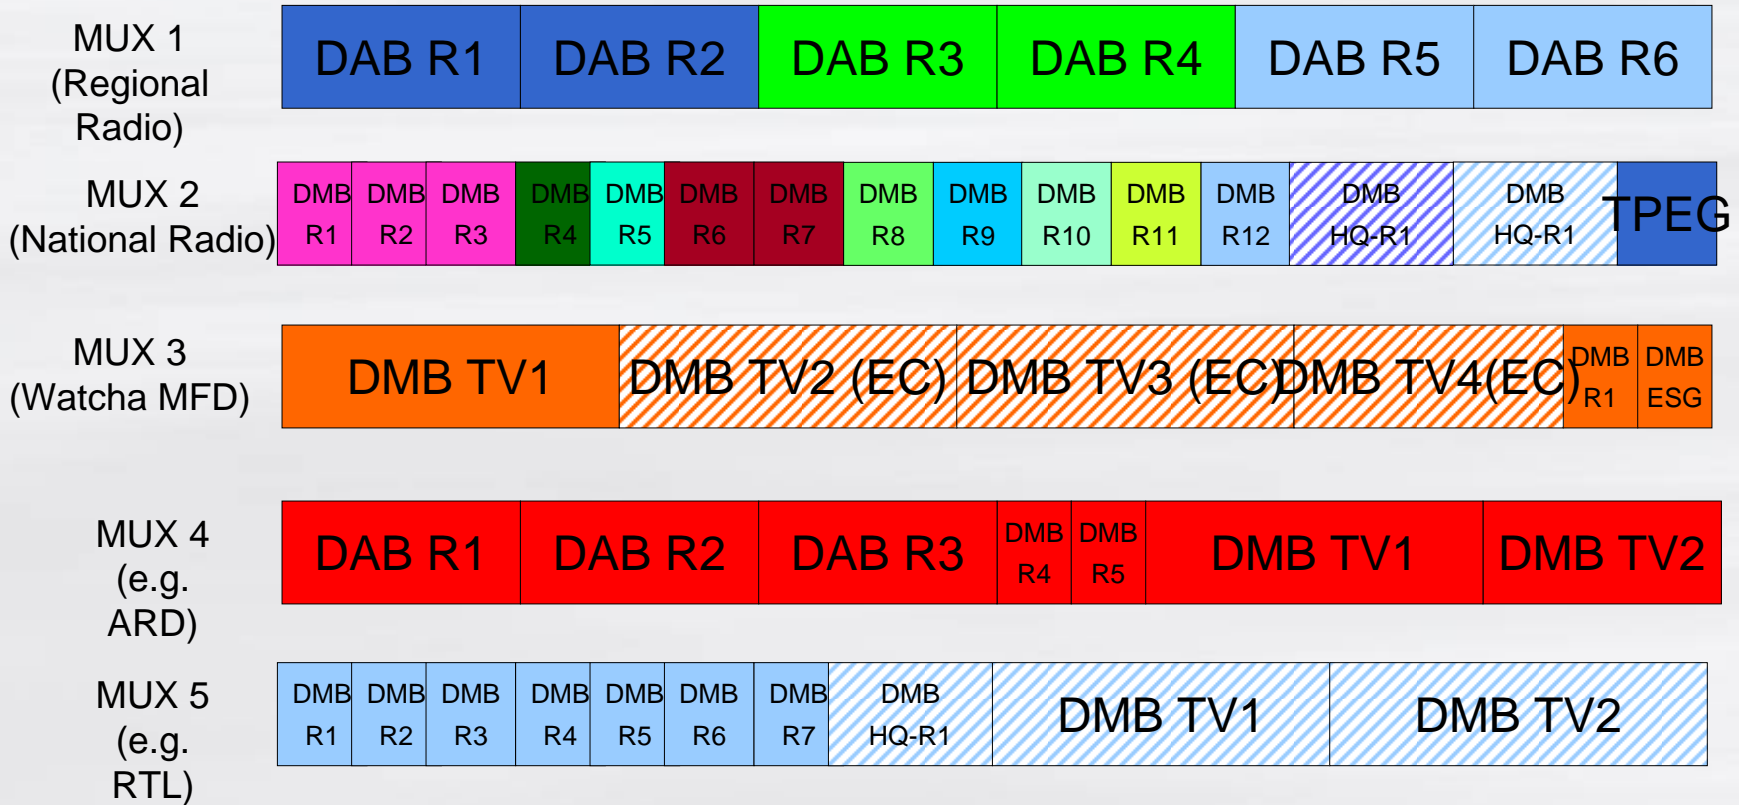 MUX 1
(Regional
Radio)
DAB R1 DAB R2 DAB R3 DAB R4 DAB R5 DAB R6
MUX 2
(National Radio)
DMB DMB DMB DMB DMB DMB DMB DMB DMB DMB DMB DMB DMB DMB TPEG
R1 R2 R3 R4 R5 R6 R7 R8 R9 R10 R11 R12 HQ-R1 HQ-R1
MUX 3
(Watcha MFD)
DMB TV1 DMB TV2 (EC) DMB TV3 (EC) DMB TV4(EC) DMB DMB
R1 ESG
MUX 4
(e.g.
ARD)
DAB R1 DAB R2 DAB R3 DMB DMB DMB TV1 DMB TV2
R4 R5
MUX 5
(e.g.
RTL)
DMB DMB DMB DMB DMB DMB DMB DMB DMB TV1 DMB TV2
R1 R2 R3 R4 R5 R6 R7 HQ-R1